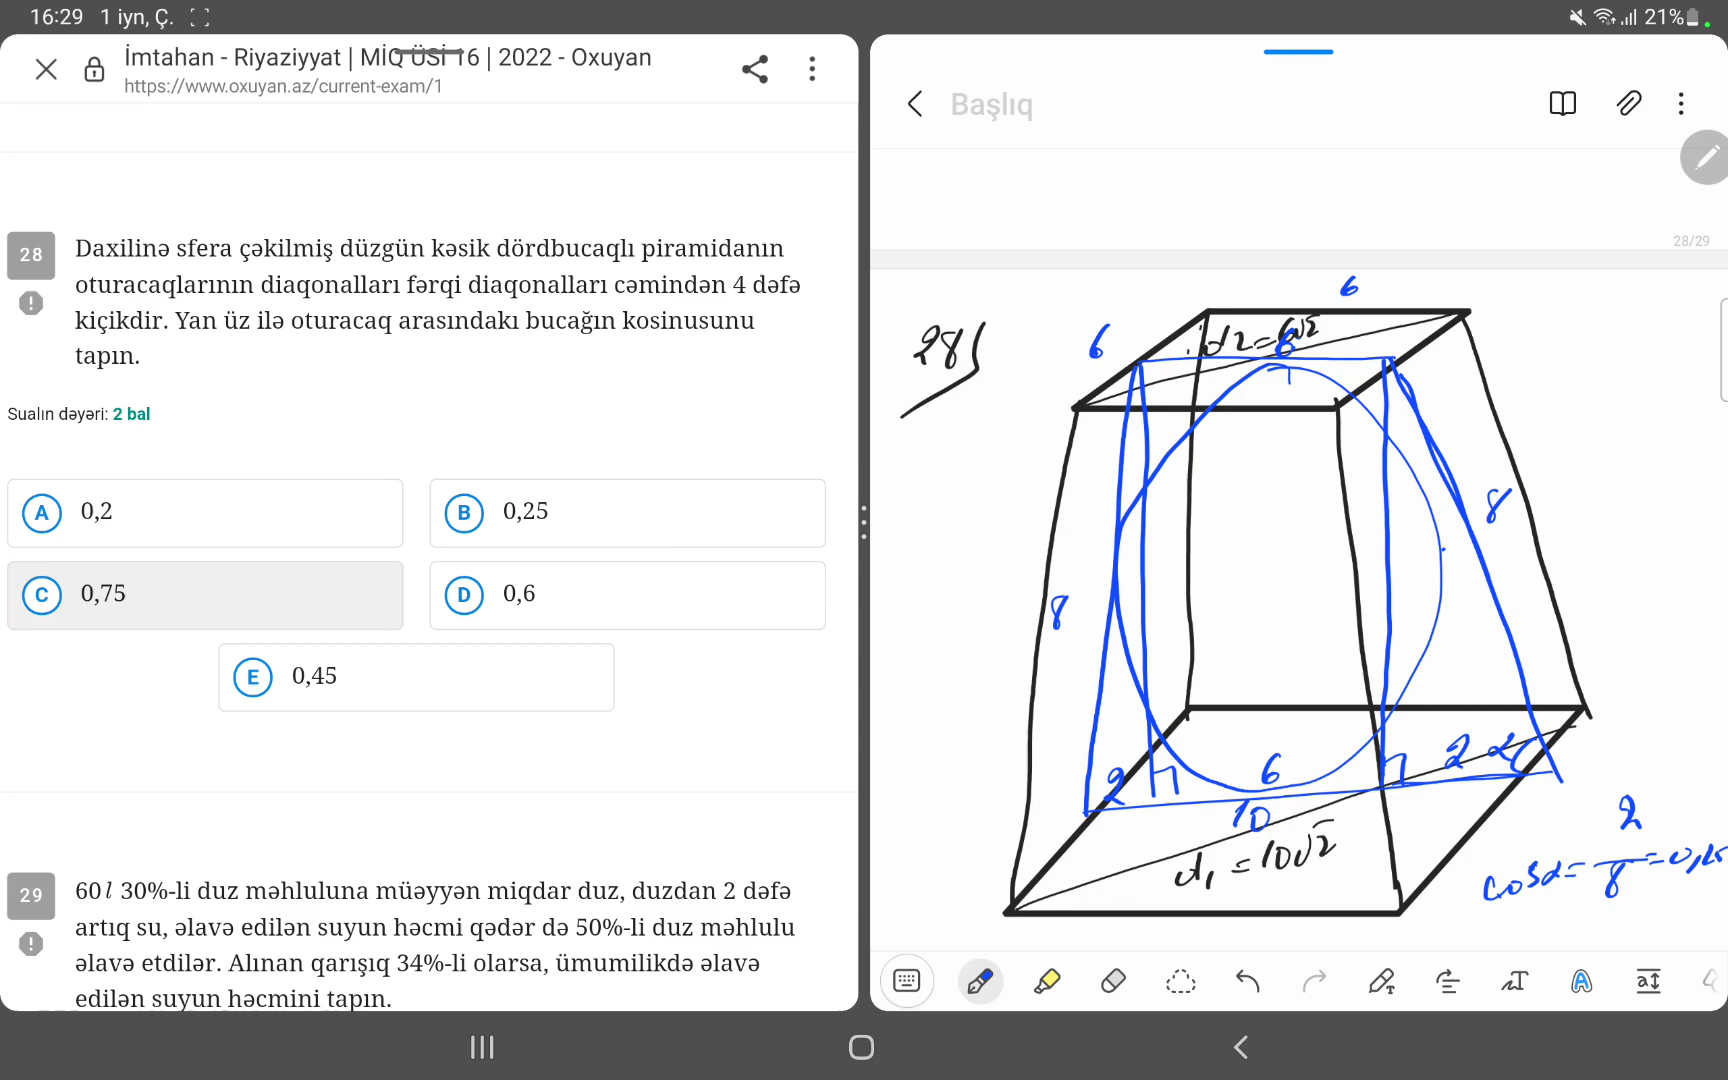 16:29 1 iyn, Ç.
21%
İmtahan - Riyaziyyat | MİQ ÜSİ 16 | 2022 - Oxuyan
https://www.oxuyan.az/current-exam/1
28
Daxilinə sfera çəkilmiş düzgün kəsik dördbucaqlı piramidanın
oturacaqlarının diaqonalları fərqi diaqonalları cəmindən 4 dəfə
kiçikdir. Yan üz ilə oturacaq arasındakı bucağın kosinusunu
tapın.
Sualın dəyəri: 2 bal
A 0,2
B 0,25
C 0,75
D 0,6
E 0,45
29
60 l 30%-li duz məhluluna müəyyən miqdar duz, duzdan 2 dəfə
artıq su, əlavə edilən suyun həcmi qədər də 50%-li duz məhlulu
əlavə etdilər. Alınan qarışıq 34%-li olarsa, ümumilikdə əlavə
edilən suyun həcmini tapın.
Başlıq
28/29
28
6
6
d2=6√2
6
8
8
2
6
2 α
10
d1=10√2
cosα= 2/8 =0,25